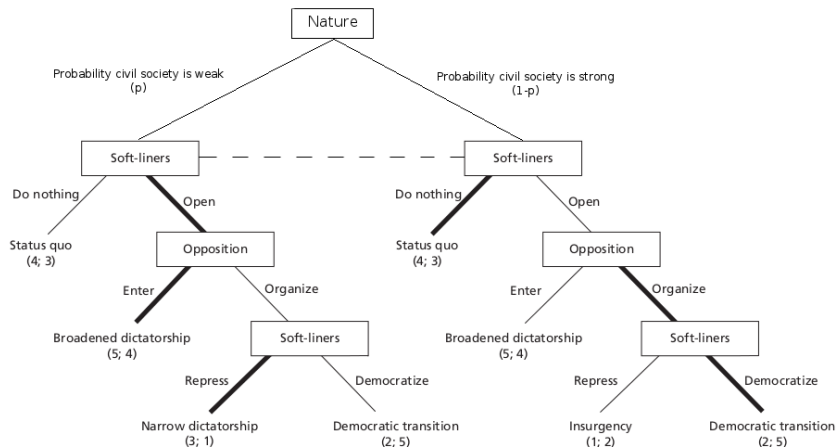 Nature
Probability civil society is weak
(p)
Probability civil society is strong
(1-p)
Soft-liners
Soft-liners
Do nothing
Open
Do nothing
Open
Status quo
(4; 3)
Opposition
Status quo
(4; 3)
Opposition
Enter
Organize
Enter
Organize
Broadened dictatorship
(5; 4)
Soft-liners
Broadened dictatorship
(5; 4)
Soft-liners
Repress
Democratize
Repress
Democratize
Narrow dictatorship
(3; 1)
Democratic transition
(2; 5)
Insurgency
(1; 2)
Democratic transition
(2; 5)